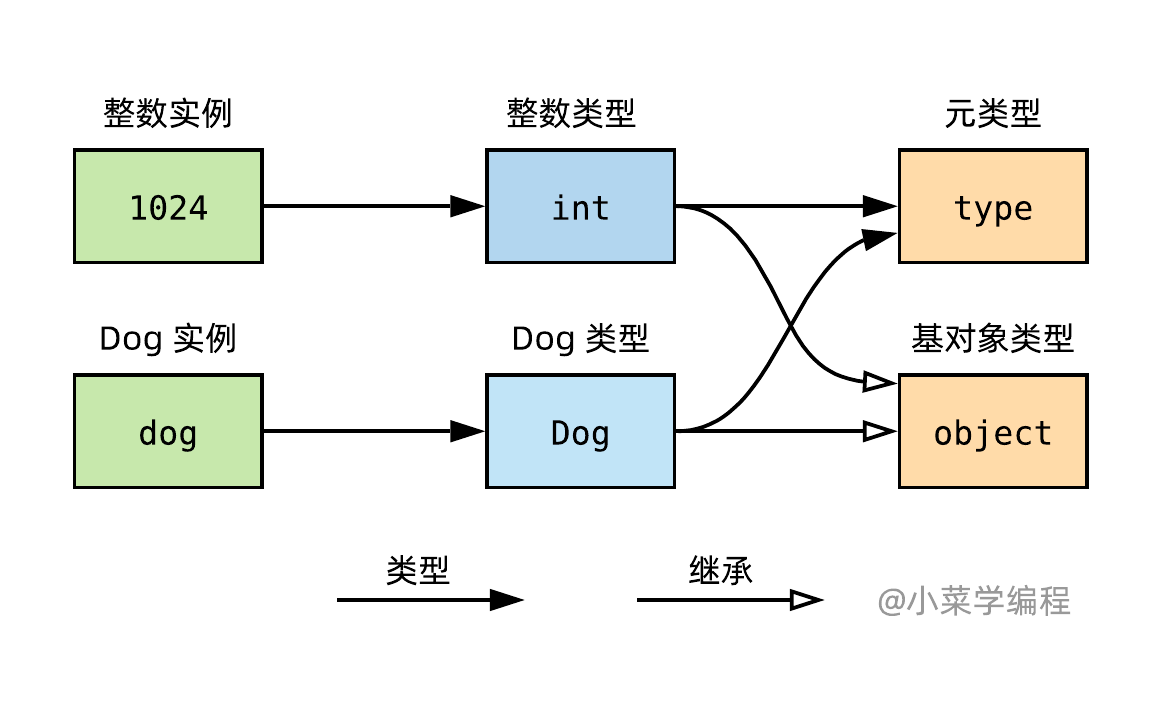 整数实例
整数类型
元类型
1024
int
type
Dog 实例
Dog 类型
基对象类型
dog
Dog
object
类型
继承
@小菜学编程